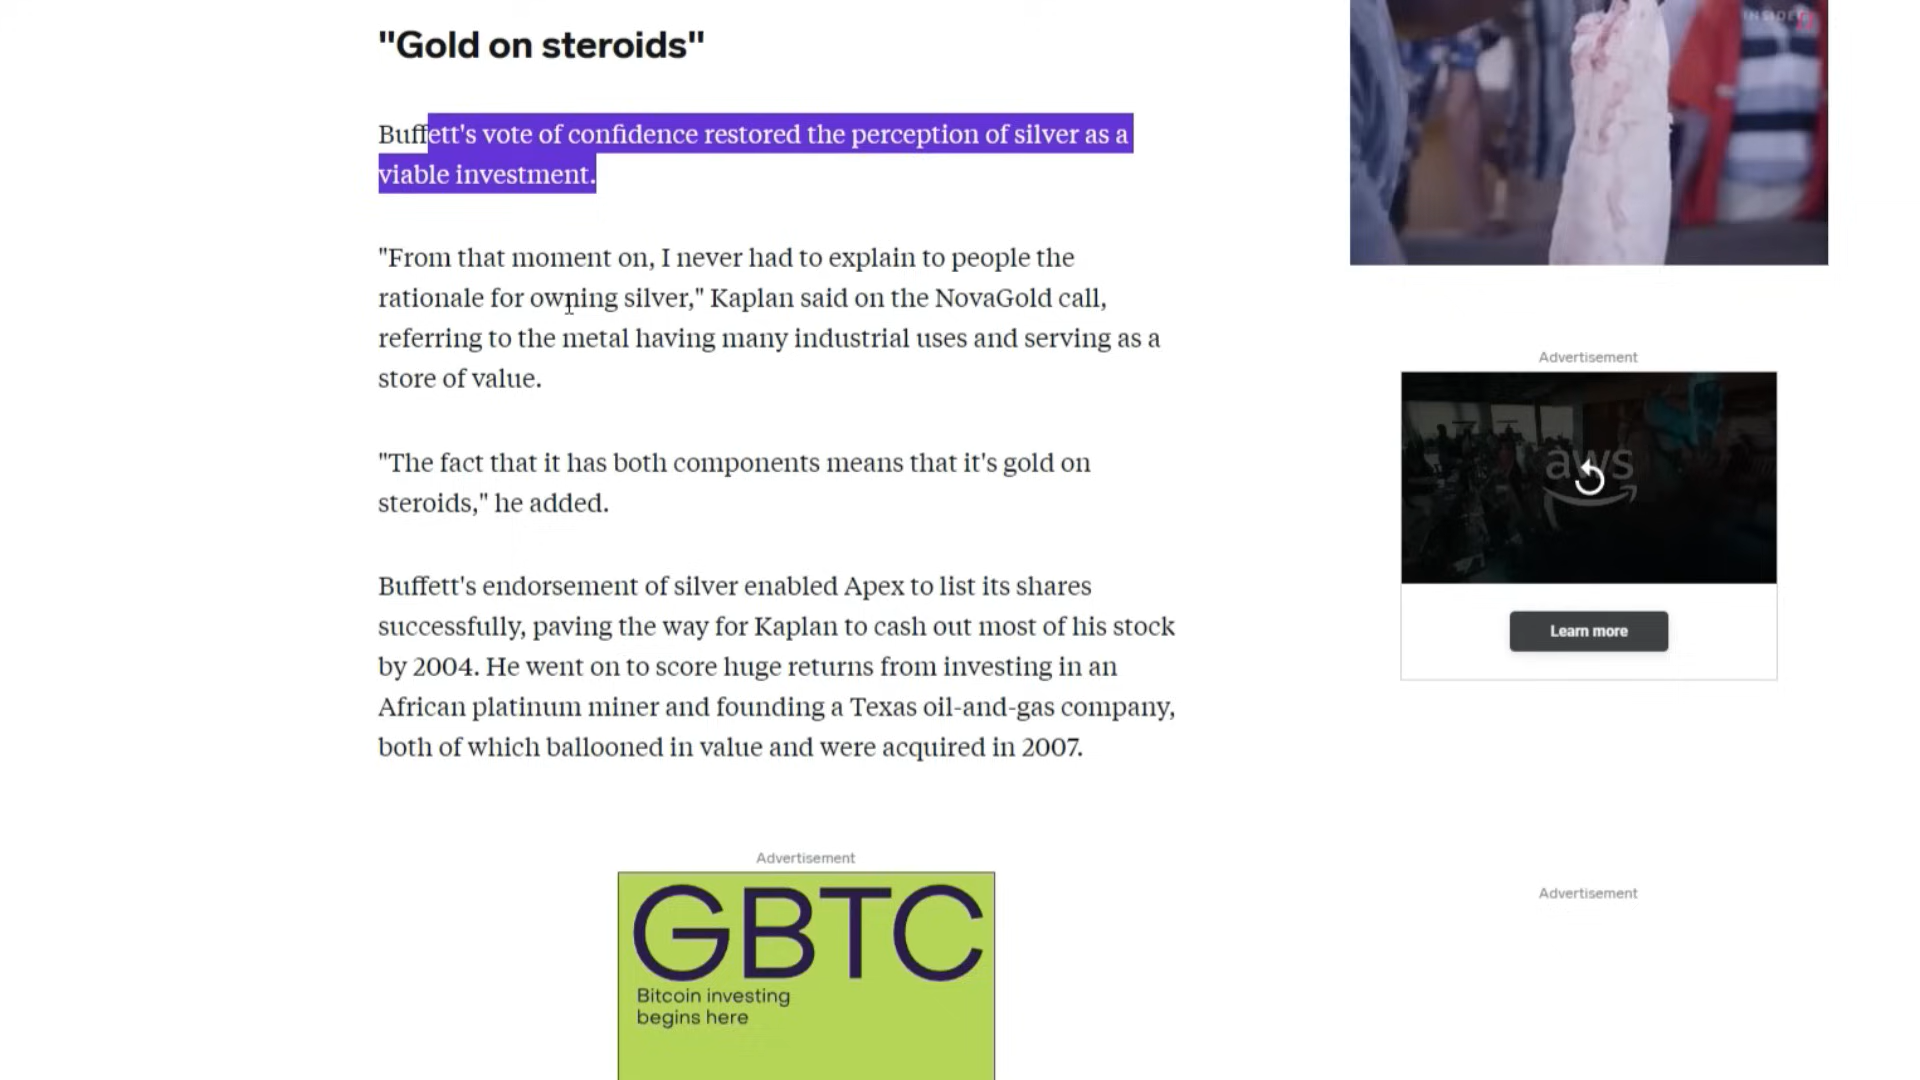 "Gold on steroids"
Buffett's vote of confidence restored the perception of silver as a
viable investment.
"From that moment on, I never had to explain to people the
rationale for owning silver," Kaplan said on the NovaGold call,
referring to the metal having many industrial uses and serving as a
store of value.
"The fact that it has both components means that it's gold on
steroids," he added.
Buffett's endorsement of silver enabled Apex to list its shares
successfully, paving the way for Kaplan to cash out most of his stock
by 2004. He went on to score huge returns from investing in an
African platinum miner and founding a Texas oil-and-gas company,
both of which ballooned in value and were acquired in 2007.
Advertisement
GBTC
Bitcoin investing
begins here
INSIDER
Advertisement
aws
Learn more
Advertisement